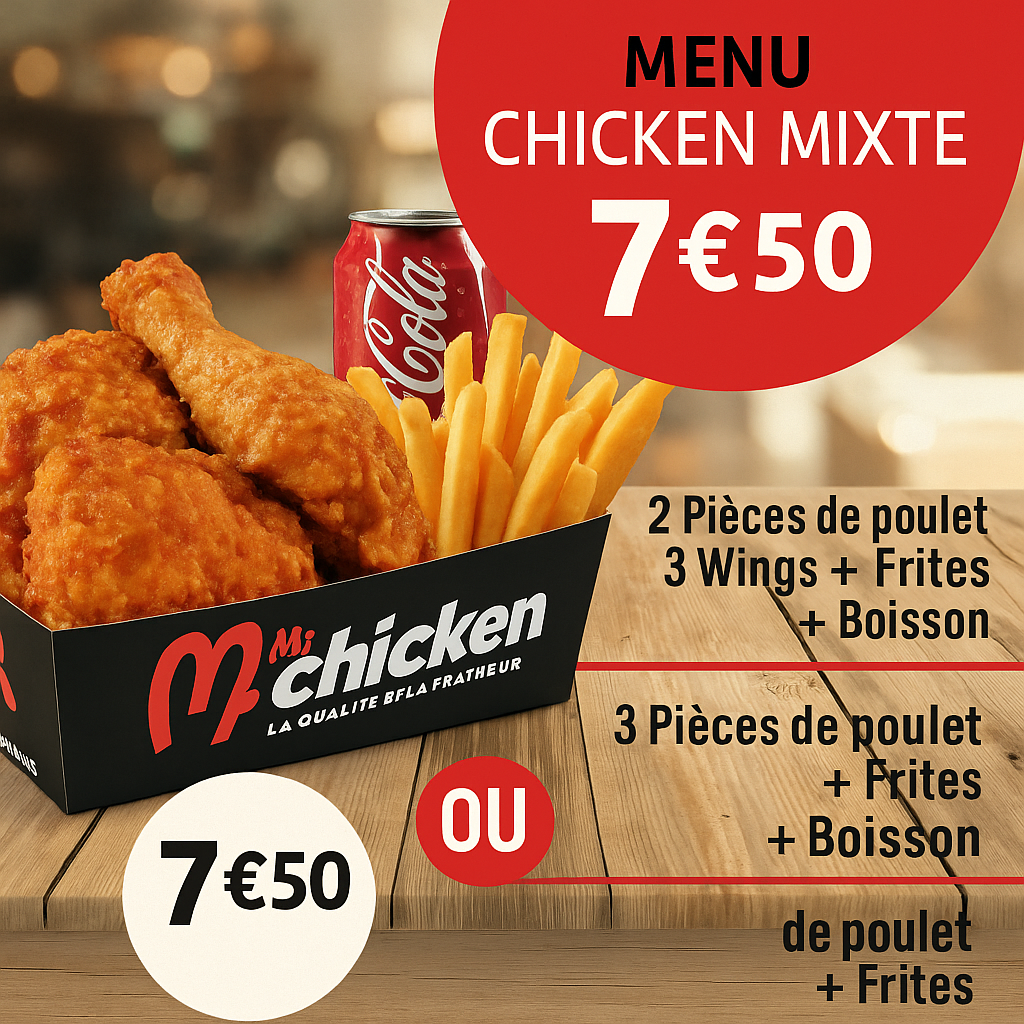 MENU
CHICKEN MIXTE
7€50
Cola
2 Pièces de poulet
3 Wings + Frites
+ Boisson
Mi
chicken
LA QUALITE BFLA FRATHEUR
3 Pièces de poulet
+ Frites
+ Boisson
OU
7€50
de poulet
+ Frites